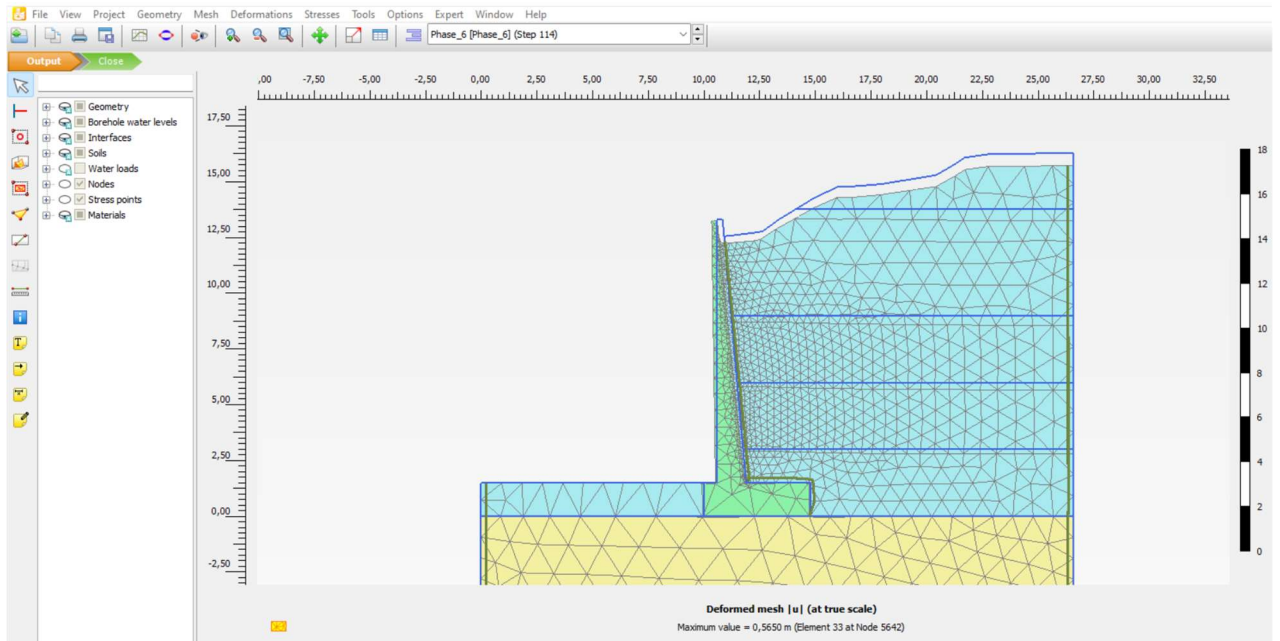 File View Project Geometry Mesh Deformations Stresses Tools Options Expert Window Help
Phase_6 [Phase_6] (Step 114)
Output Close
,00 -7,50 -5,00 -2,50 0,00 2,50 5,00 7,50 10,00 12,50 15,00 17,50 20,00 22,50 25,00 27,50 30,00 32,50
Geometry
Borehole water levels
Interfaces
Soils
Water loads
Nodes
Stress points
Materials
17,50
15,00
12,50
10,00
7,50
5,00
2,50
0,00
-2,50
18
16
14
12
10
8
6
4
2
0
Deformed mesh |u| (at true scale)
Maximum value = 0,5650 m (Element 33 at Node 5642)